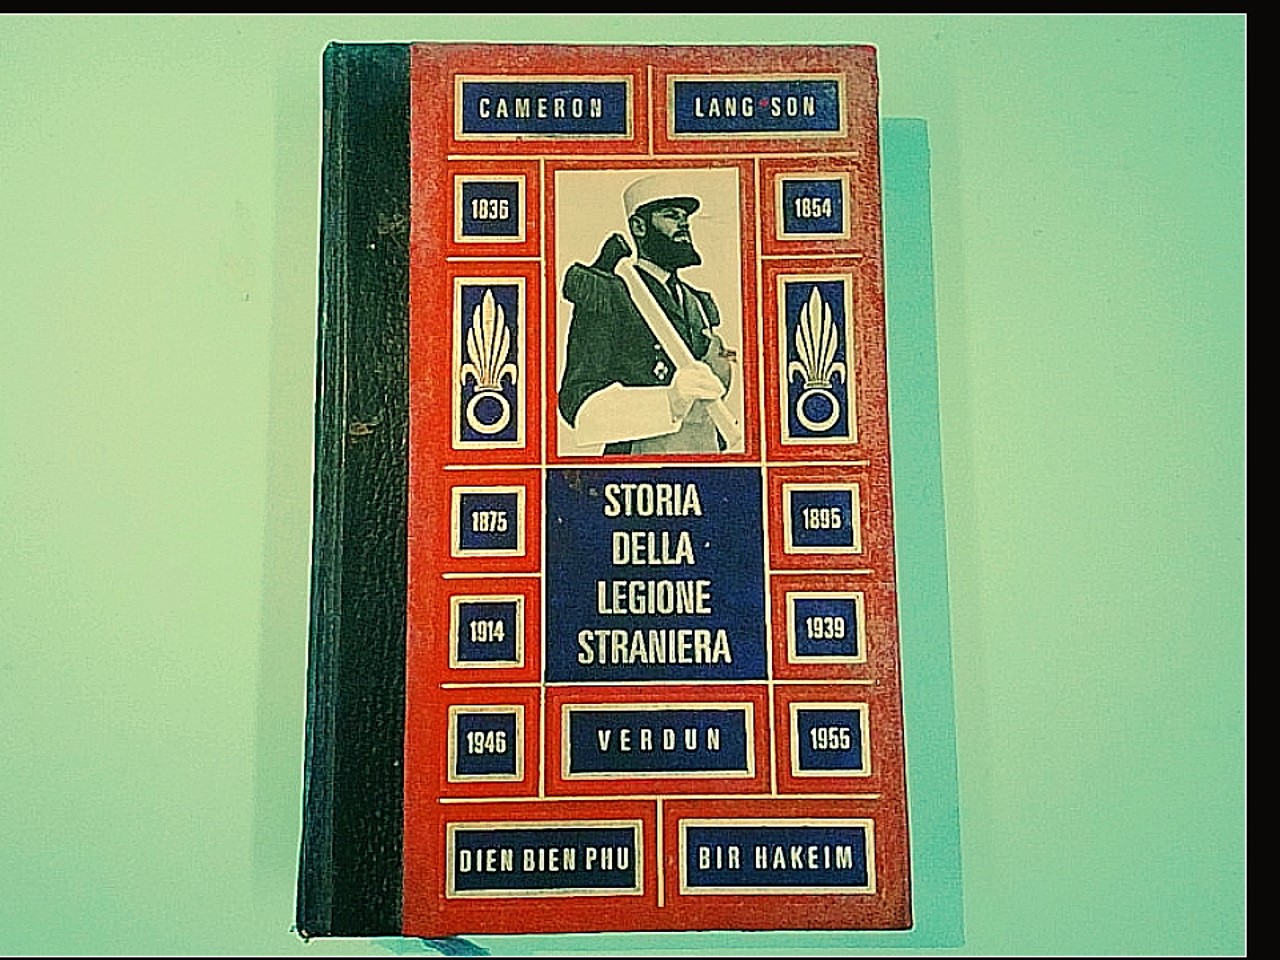 CAMERON
LANG-SON
1836
1854
1875
1895
STORIA
DELLA
LEGIONE
STRANIERA
1914
1939
1946
VERDUN
1955
DIEN BIEN PHU
BIR HAKEIM